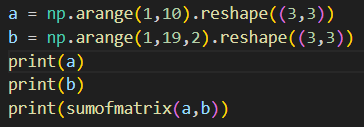 a = np.arange(1,10).reshape((3,3))
b = np.arange(1,19,2).reshape((3,3))
print(a)
print(b)
print(sumofmatrix(a,b))